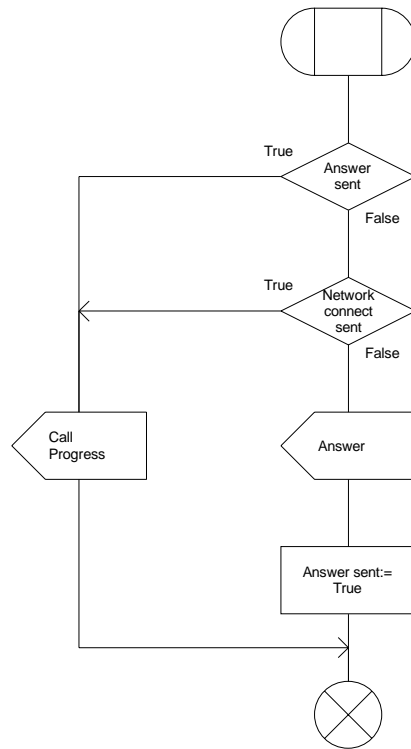 True
Answer
sent
False
True
Network
connect
sent
False
Call
Progress
Answer
Answer sent:=
True